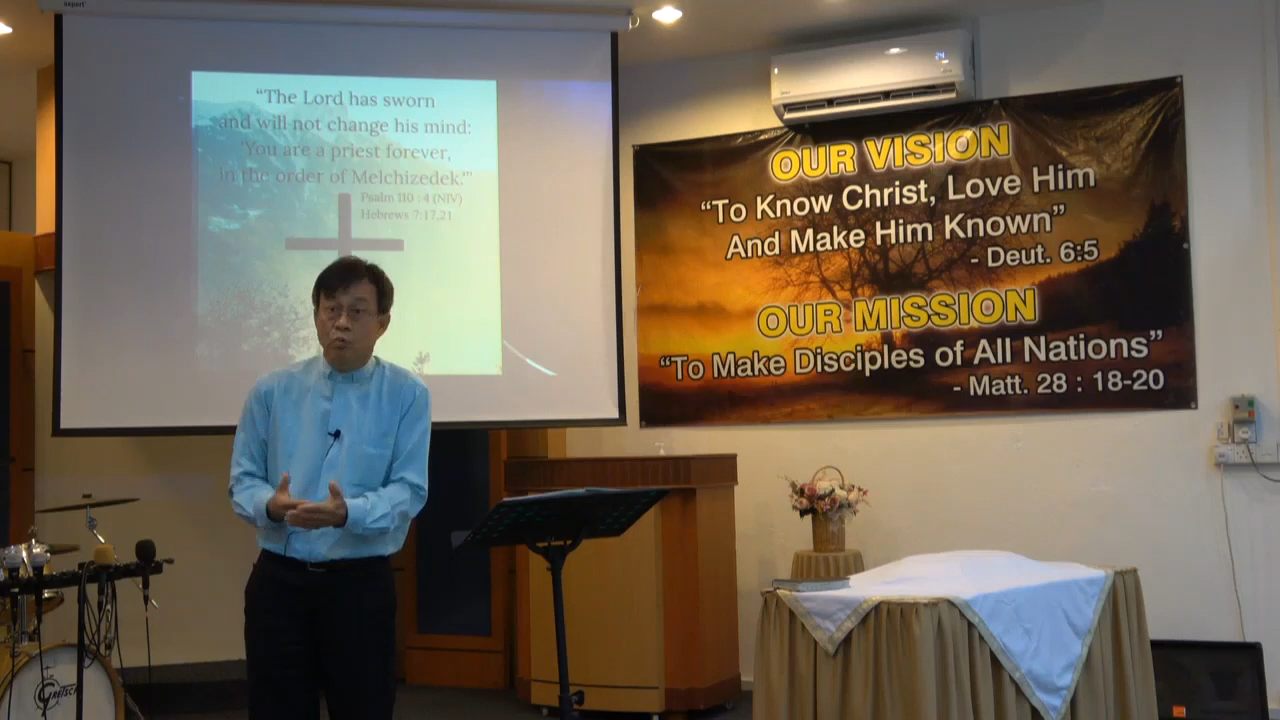 “The Lord has sworn
and will not change his mind:
‘You are a priest forever,
in the order of Melchizedek.’”
Psalm 110 : 4 (NIV)
Hebrews 7:17,21
OUR VISION
“To Know Christ, Love Him
And Make Him Known”
- Deut. 6:5
OUR MISSION
“To Make Disciples of All Nations”
- Matt. 28 : 18-20
24
GRETSCH